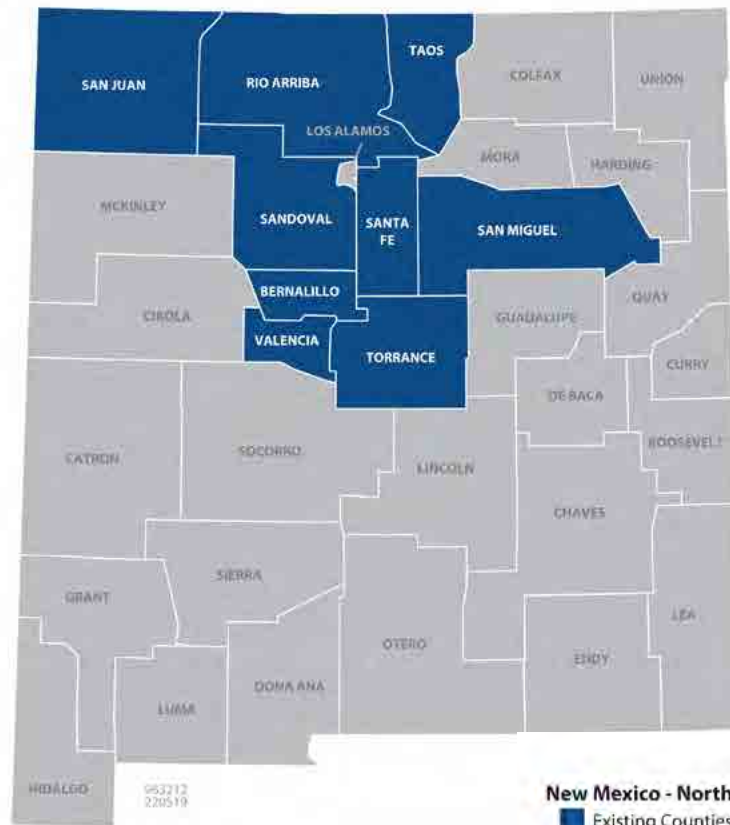 TAOS
COLFAX
UNION
SAN JUAN
RIO ARRIBA
LOS ALAMOS
MORA
HARDING
MCKINLEY
SANDOVAL
SANTA
FE
SAN MIGUEL
BERNALILLO
QUAY
CIBOLA
GUADALUPE
VALENCIA
TORRANCE
CURRY
DE BACA
ROOSEVELT
CATRON
SOCORRO
LINCOLN
CHAVES
SIERRA
GRANT
LEA
OTERO
EDDY
DONA ANA
LUNA
HIDALGO
963212
220519
New Mexico - North
Existing Counties